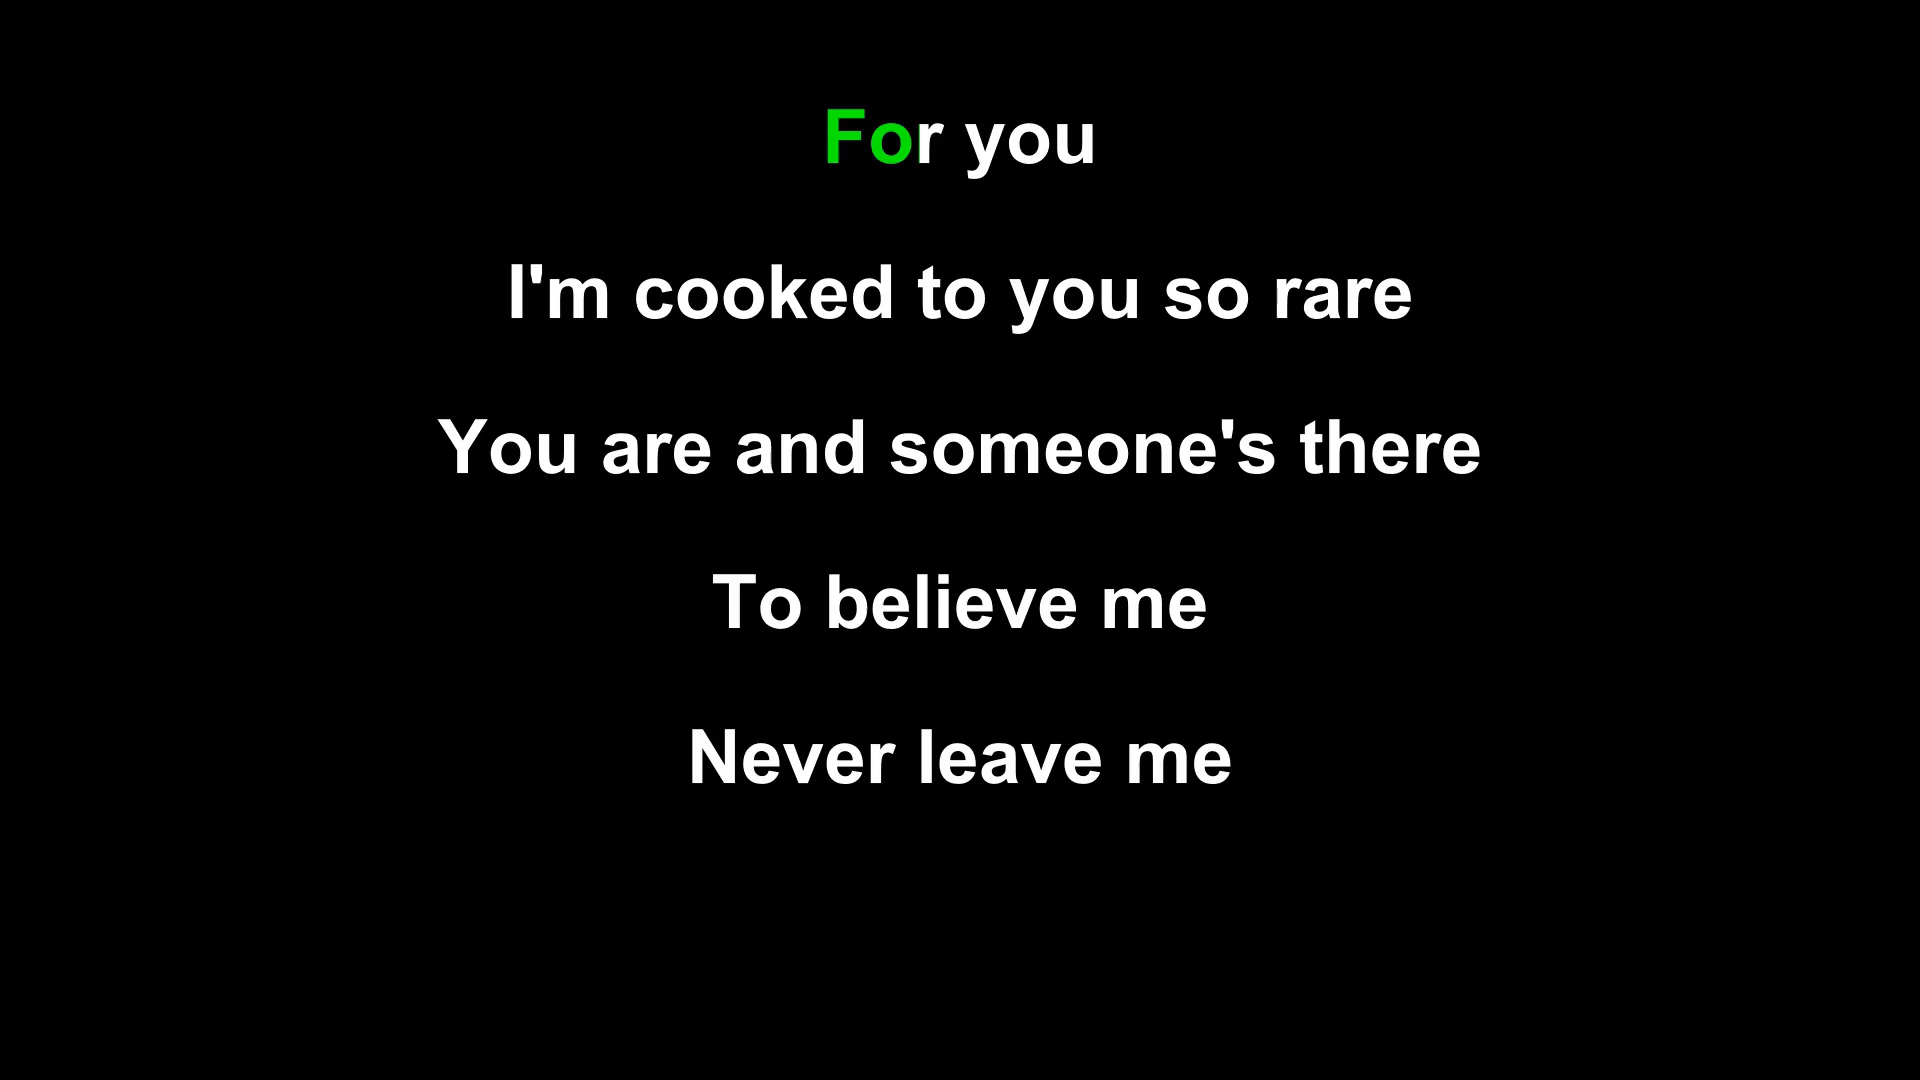 For you
I'm cooked to you so rare
You are and someone's there
To believe me
Never leave me